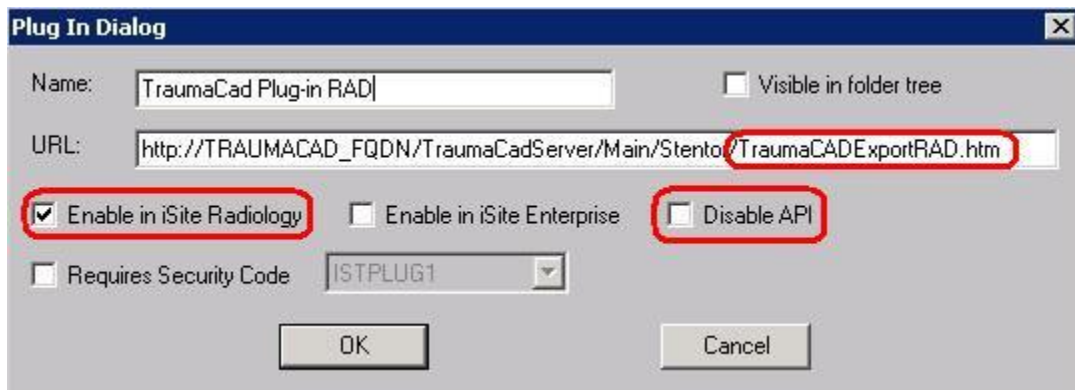 Plug In Dialog
Name: TraumaCad Plug-in RAD Visible in folder tree
URL: http://TRAUMACAD_FQDN/TraumaCadServer/Main/Stentor/TraumaCADExportRAD.htm
Enable in iSite Radiology Enable in iSite Enterprise Disable API
Requires Security Code ISTPLUG1
OK Cancel